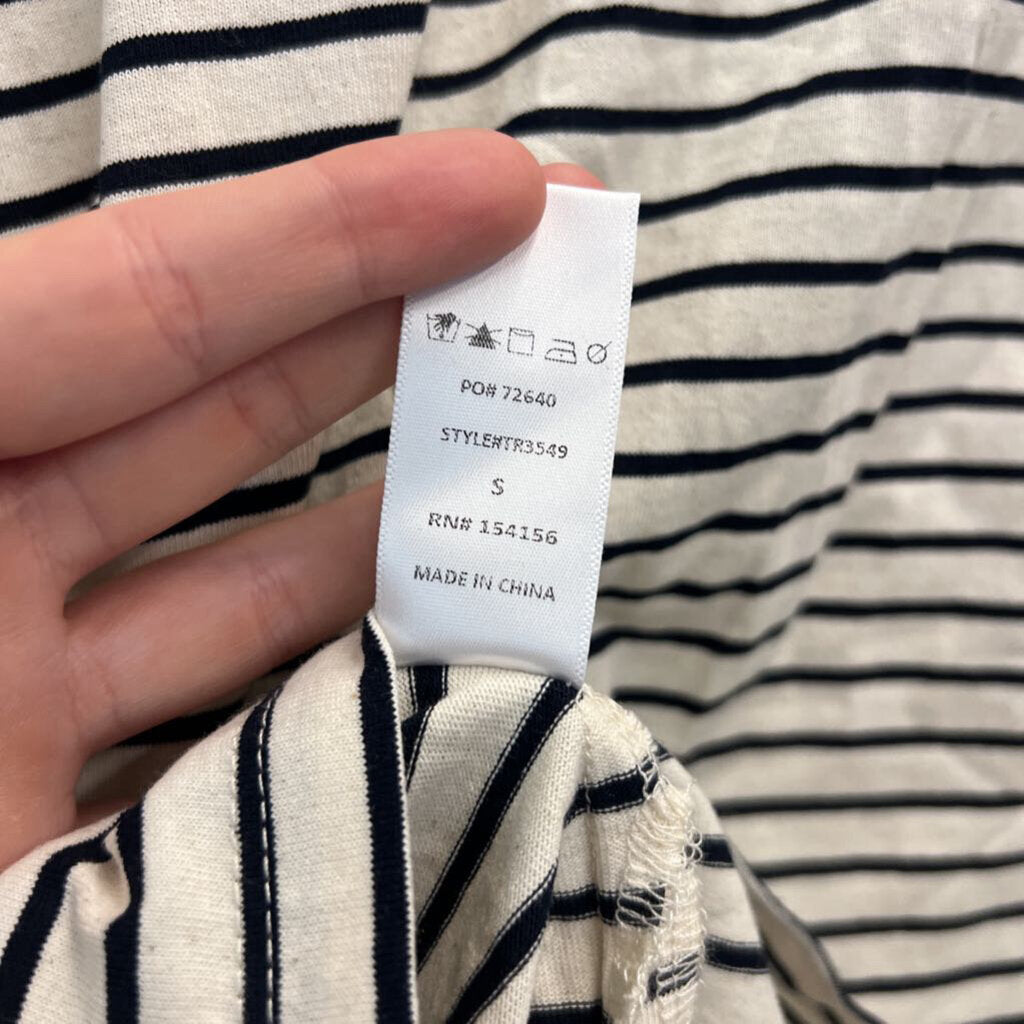 PO# 72640
STYLE#TR3549
S
RN# 154156
MADE IN CHINA